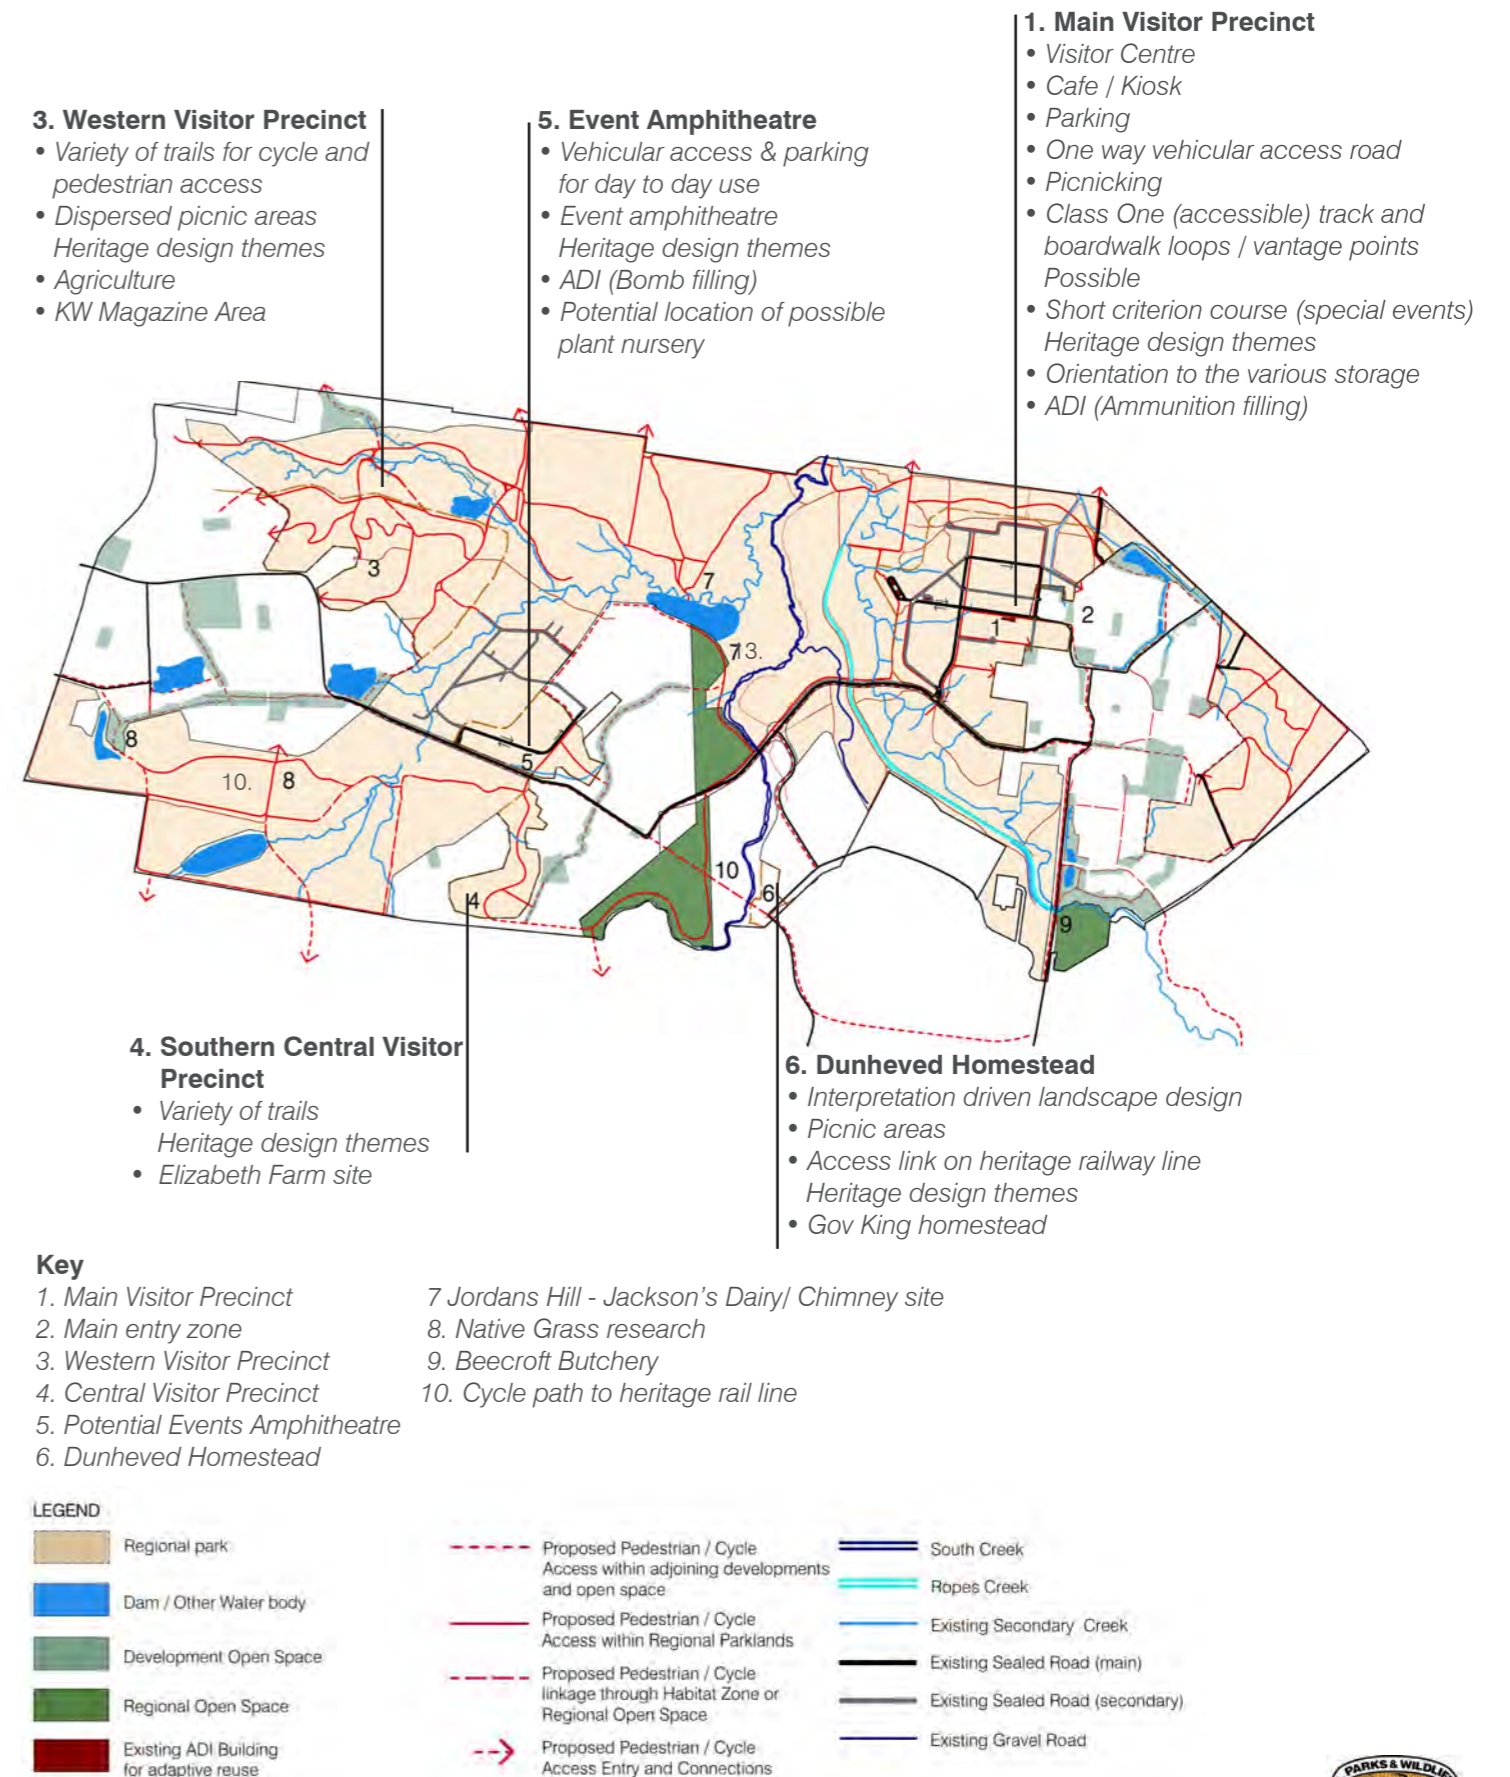 1. Main Visitor Precinct
• Visitor Centre
• Cafe / Kiosk
• Parking
• One way vehicular access road
• Picnicking
• Class One (accessible) track and
boardwalk loops / vantage points
Possible
• Short criterion course (special events)
Heritage design themes
• Orientation to the various storage
• ADI (Ammunition filling)
3. Western Visitor Precinct
• Variety of trails for cycle and
pedestrian access
• Dispersed picnic areas
Heritage design themes
• Agriculture
• KW Magazine Area
5. Event Amphitheatre
• Vehicular access & parking
for day to day use
• Event amphitheatre
Heritage design themes
• ADI (Bomb filling)
• Potential location of possible
plant nursery
3
7
2
1
7
13.
8
10.
8
5
10
6
4
9
4. Southern Central Visitor
Precinct
• Variety of trails
Heritage design themes
• Elizabeth Farm site
6. Dunheved Homestead
• Interpretation driven landscape design
• Picnic areas
• Access link on heritage railway line
Heritage design themes
• Gov King homestead
Key
1. Main Visitor Precinct
2. Main entry zone
3. Western Visitor Precinct
4. Central Visitor Precinct
5. Potential Events Amphitheatre
6. Dunheved Homestead
7 Jordans Hill - Jackson's Dairy/ Chimney site
8. Native Grass research
9. Beecroft Butchery
10. Cycle path to heritage rail line
LEGEND
Regional park
Dam / Other Water body
Development Open Space
Regional Open Space
Existing ADI Building
for adaptive reuse
Proposed Pedestrian / Cycle
Access within adjoining developments
and open space
Proposed Pedestrian / Cycle
Access within Regional Parklands
Proposed Pedestrian / Cycle
linkage through Habitat Zone or
Regional Open Space
Proposed Pedestrian / Cycle
Access Entry and Connections
South Creek
Ropes Creek
Existing Secondary Creek
Existing Sealed Road (main)
Existing Sealed Road (secondary)
Existing Gravel Road
PARKS & WILDLIFE